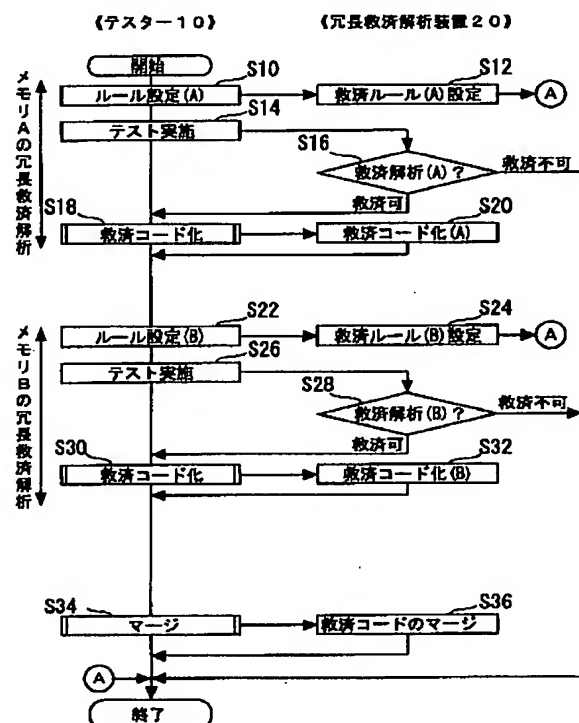 《テスター１０》 《冗長救済解析装置２０》
開始
S10 S12
ルール設定(A) 救済ルール(A)設定 A
S14
テスト実施
S16
救済解析(A)？ 救済不可
救済可
S18 S20
救済コード化 救済コード化(A)
メモリAの冗長救済解析
S22 S24
ルール設定(B) 救済ルール(B)設定 A
S26
テスト実施
S28
救済解析(B)？ 救済不可
救済可
S30 S32
救済コード化 救済コード化(B)
メモリBの冗長救済解析
S34 S36
マージ 救済コードのマージ
A
終了